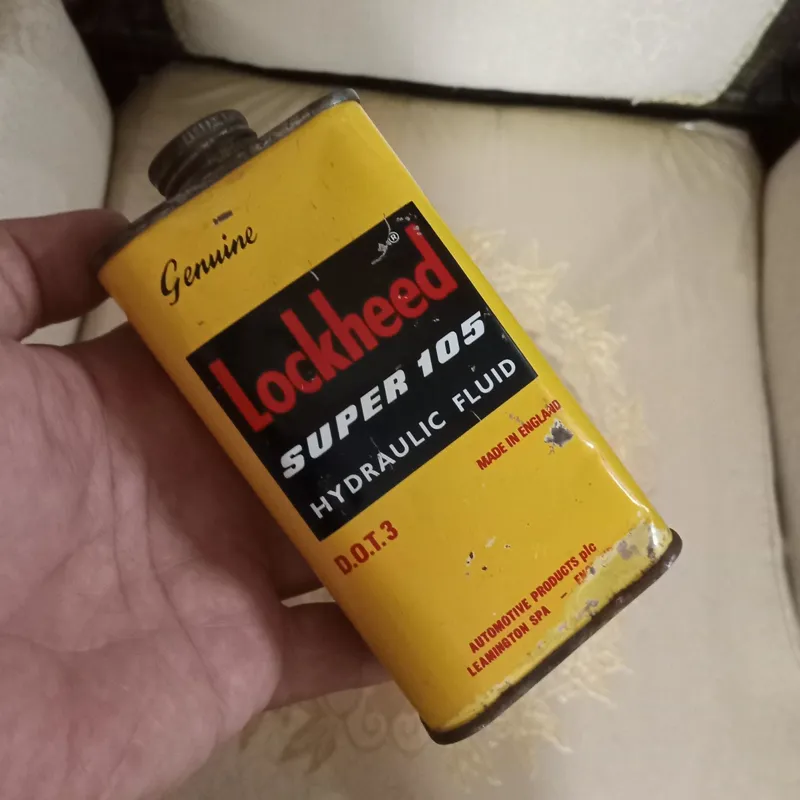 Genuine
Lockheed®
SUPER 105
HYDRAULIC FLUID
MADE IN ENGLAND
D.O.T.3
AUTOMOTIVE PRODUCTS plc
LEAMINGTON SPA –